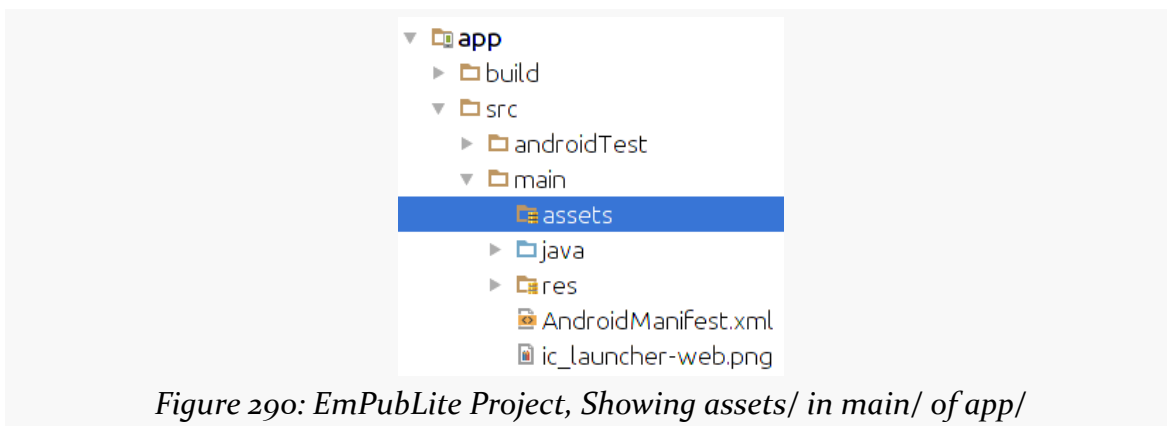 app
build
src
androidTest
main
assets
java
res
AndroidManifest.xml
ic_launcher-web.png
Figure 290: EmPubLite Project, Showing assets/ in main/ of app/